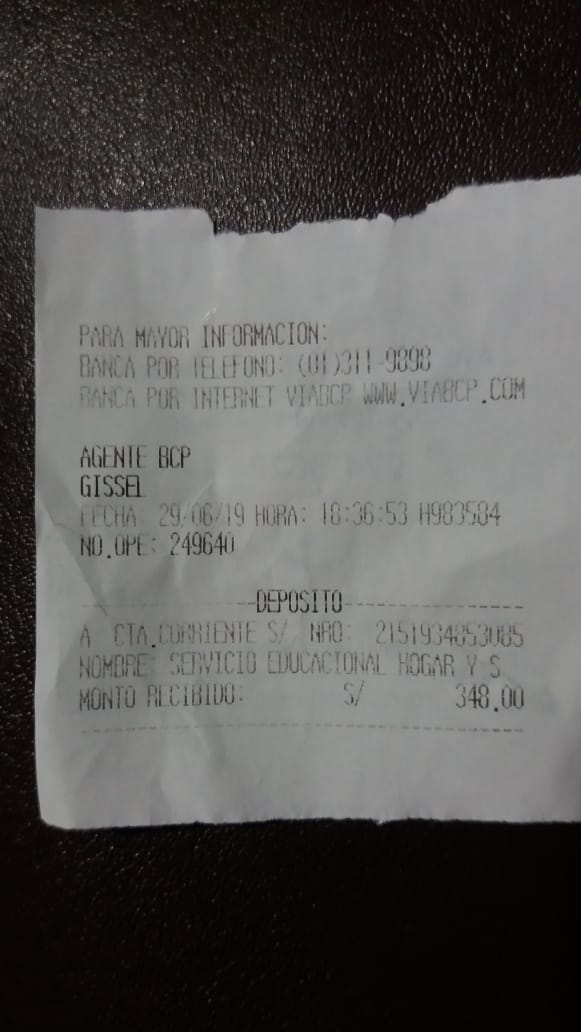 PARA MAYOR INFORMACION:
BANCA POR TELEFONO: (01)311-9898
BANCA POR INTERNET VIABCP WWW.VIABCP.COM
AGENTE BCP
GISSEL
FECHA: 29/06/19 HORA: 18:36:53 H983584
NO.OPE: 249640
DEPOSITO
A CTA.CORRIENTE S/ NRO: 2151934853085
NOMBRE: SERVICIO EDUCACIONAL HOGAR Y S
MONTO RECIBIDO: S/ 348.00